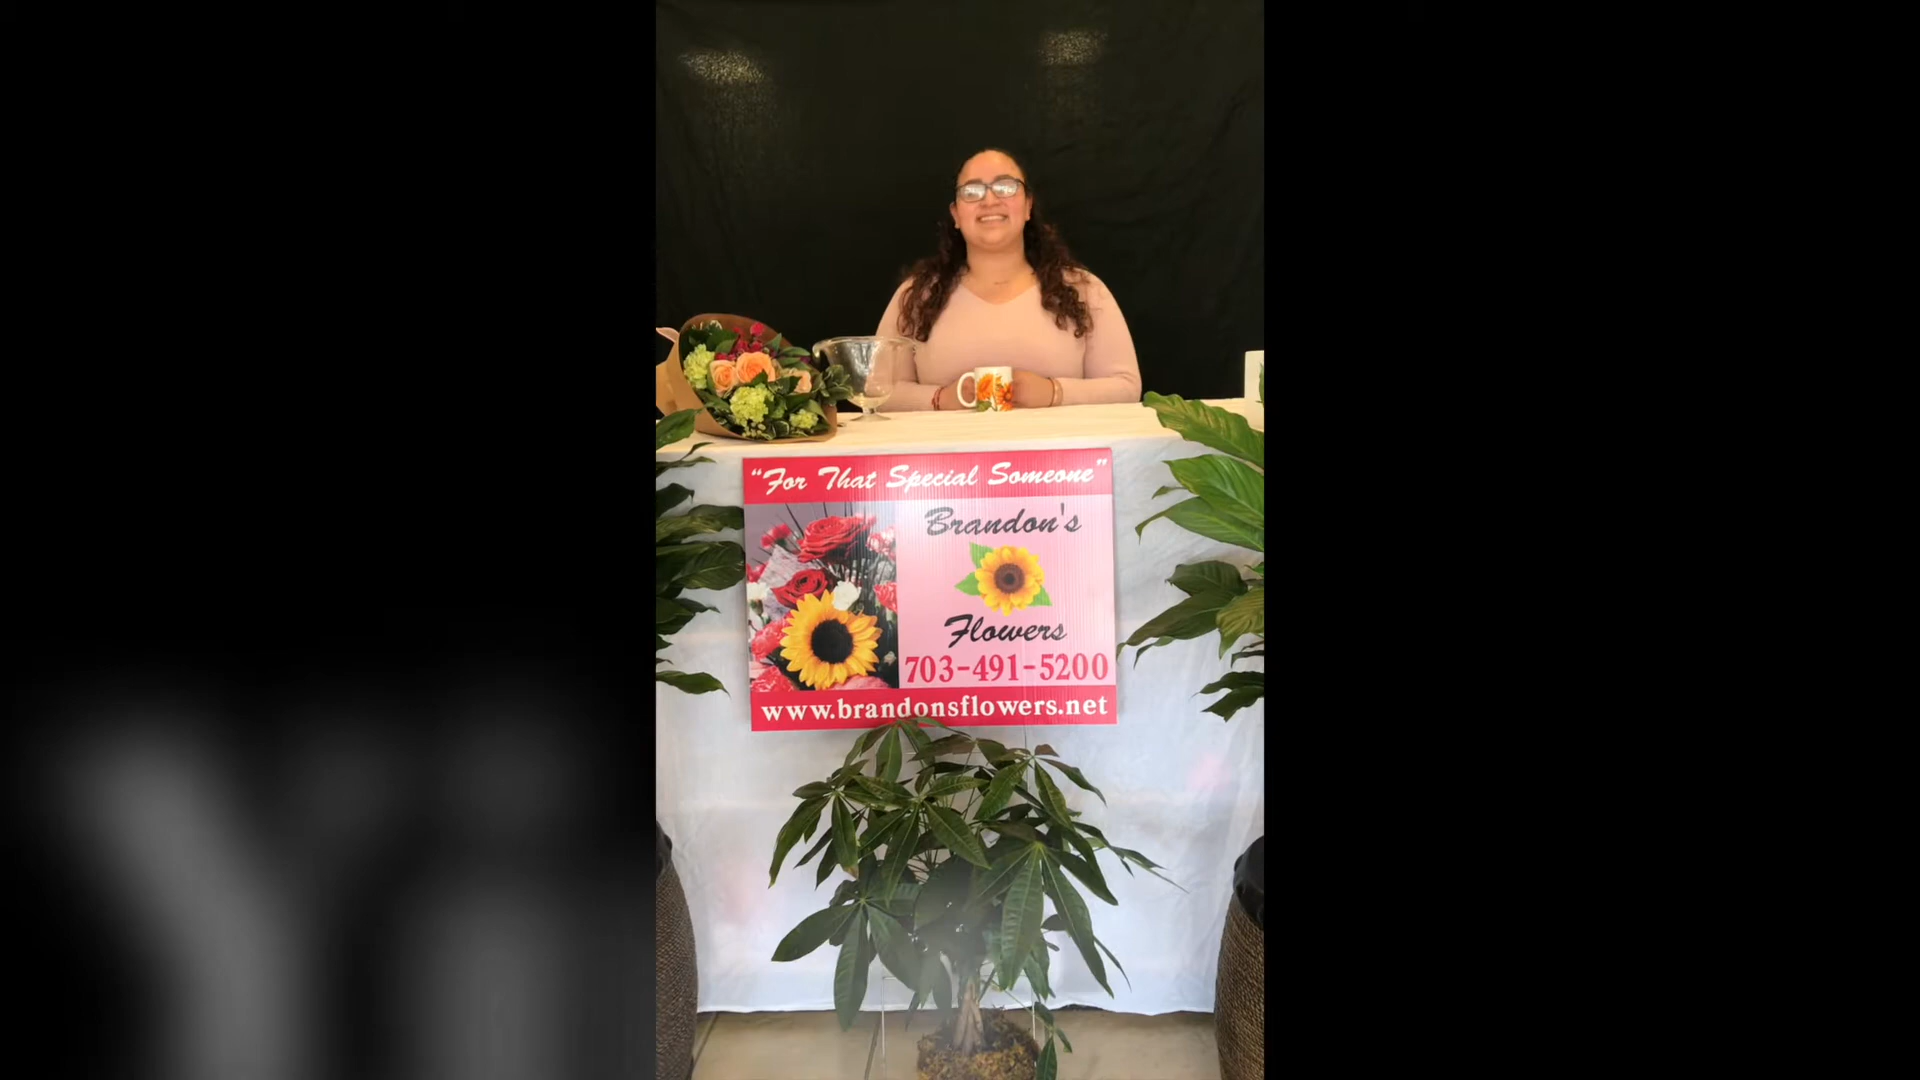 "For That Special Someone"
Brandon's
Flowers
703-491-5200
www.brandonsflowers.net